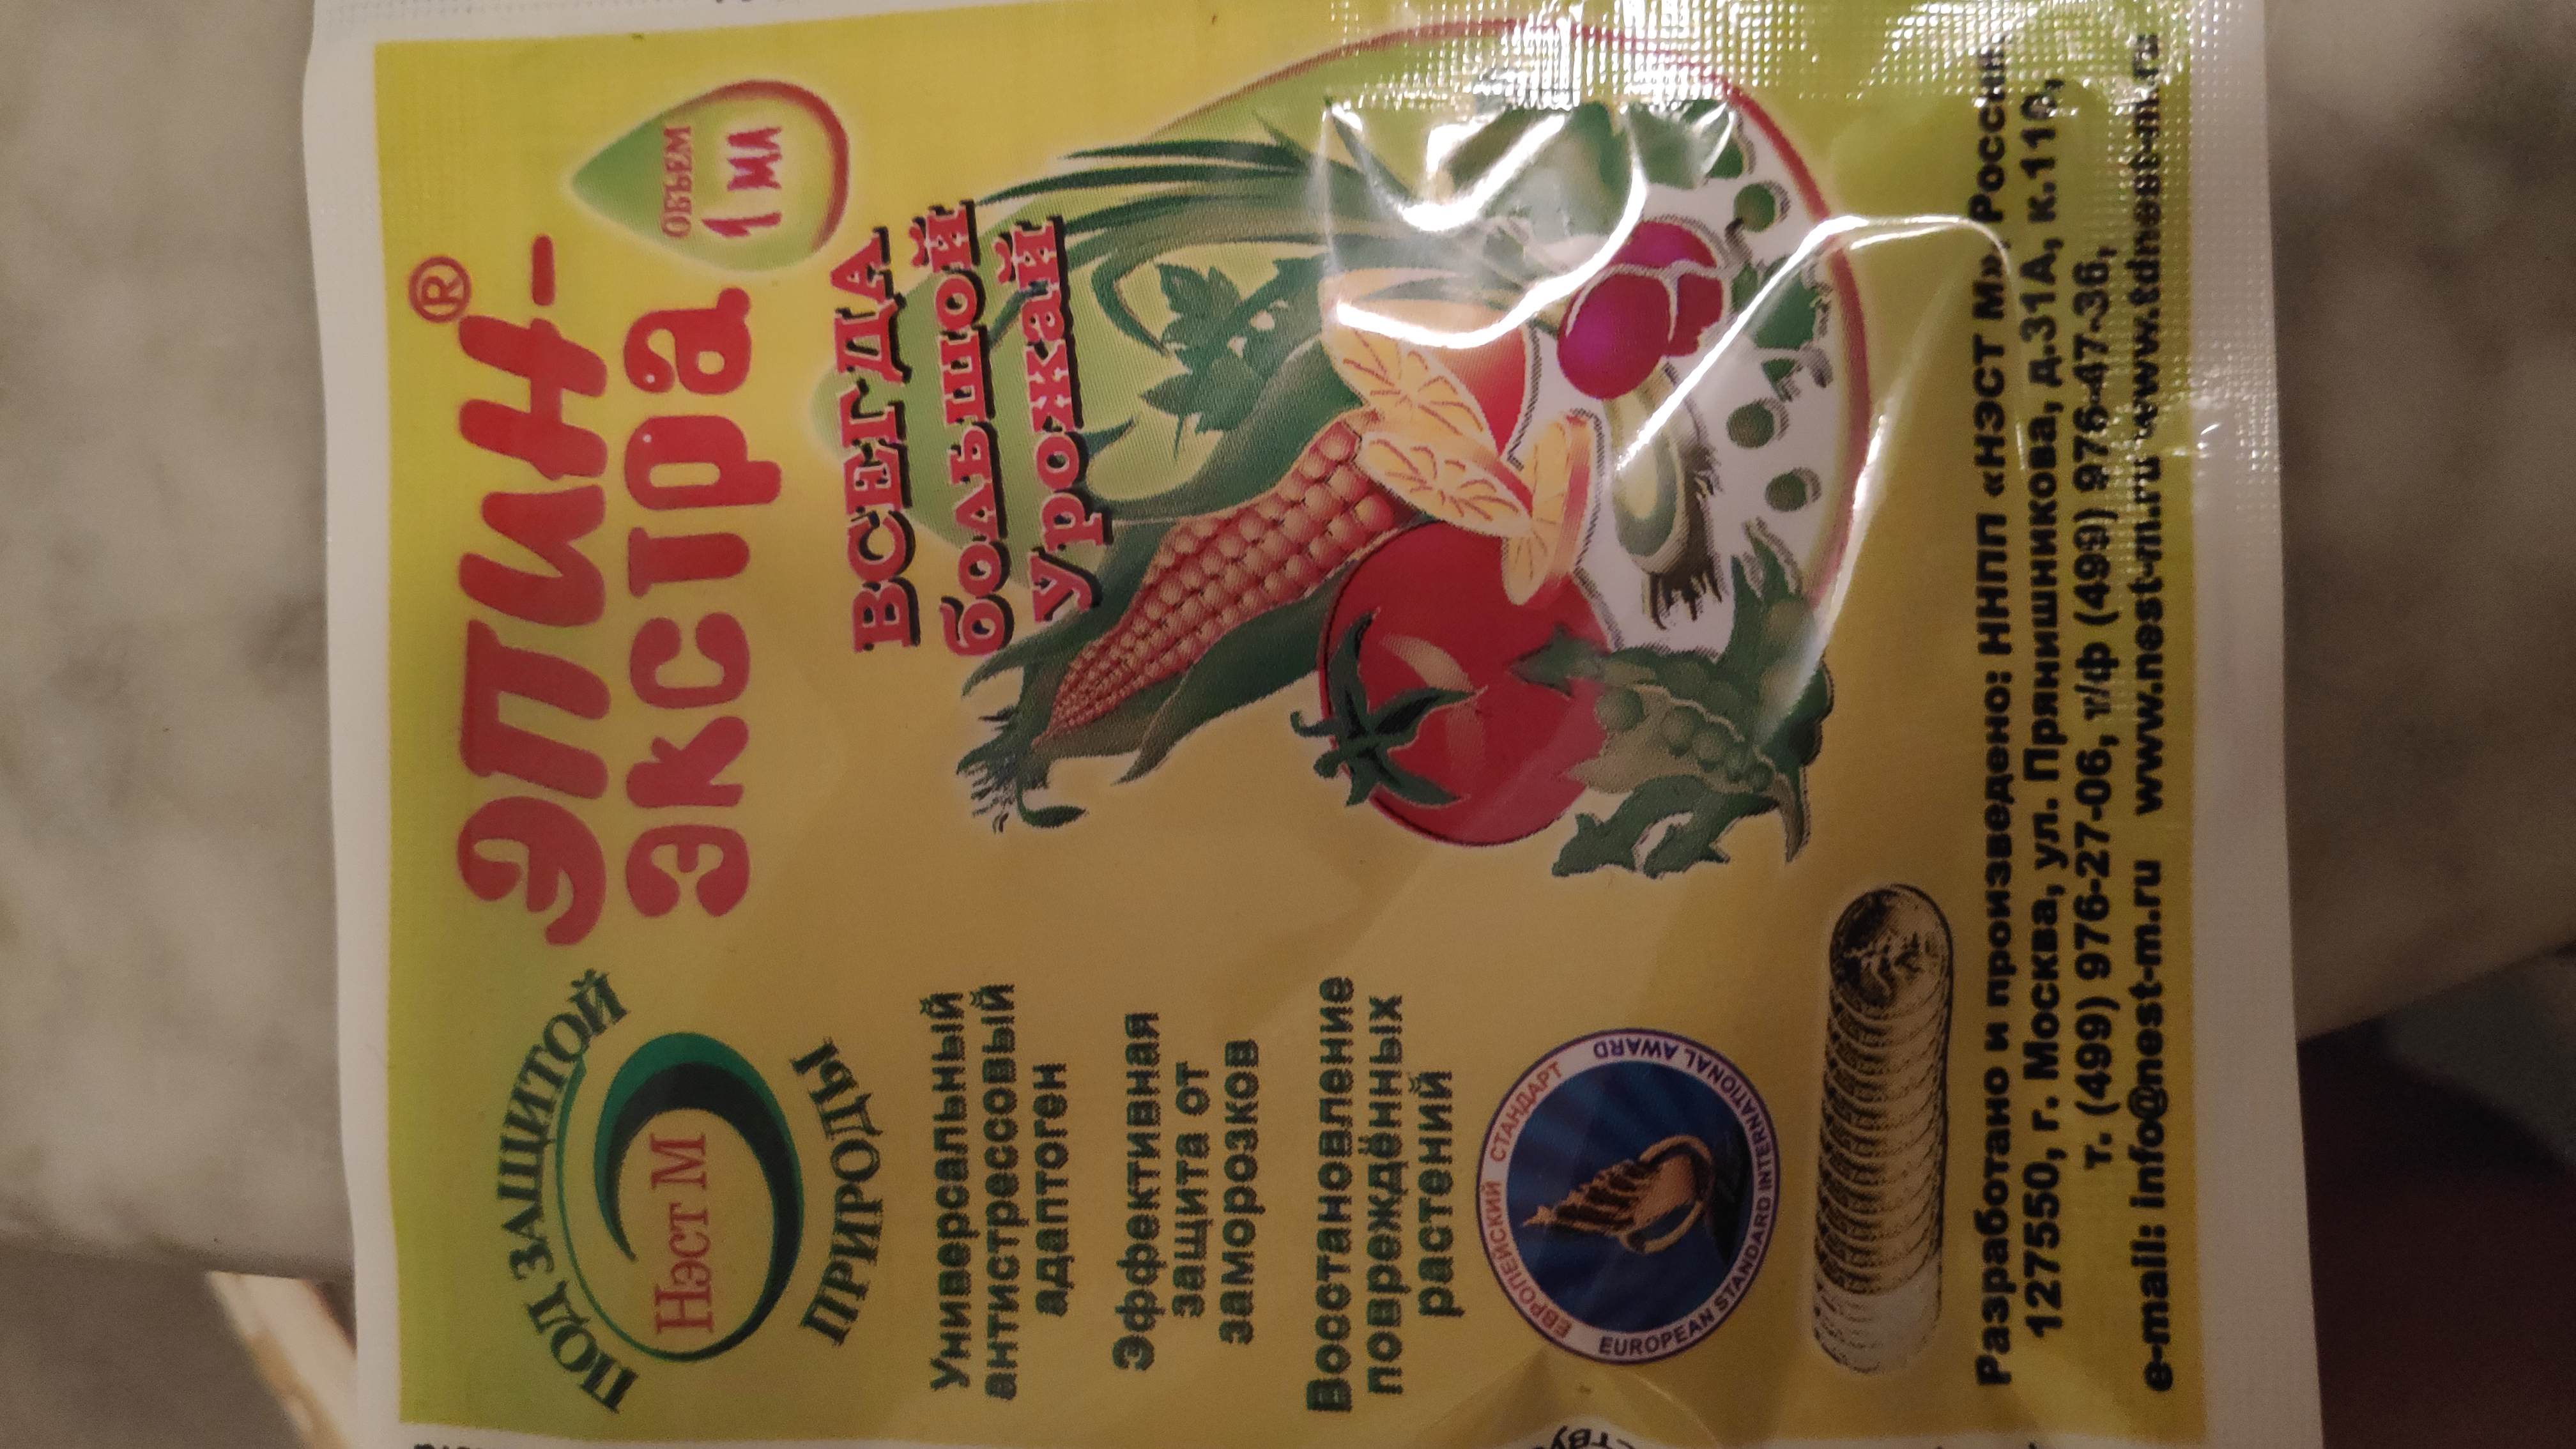 ПОД ЗАЩИТОЙ
Нэст М
ПРИРОДЫ
ЭПИН-®
экстра
ОБЪЕМ
1 мл
ВСЕГДА
большой
урожай
Универсальный
антистрессовый
адаптоген
Эффективная
защита от
заморозков
Восстановление
повреждённых
растений
ЕВРОПЕЙСКИЙ СТАНДАРТ
EUROPEAN STANDARD INTERNATIONAL AWARD
Разработано и произведено: ННПП «НЭСТ М», Россия,
127550, г. Москва, ул. Прянишникова, д.31А, к.110,
т. (499) 976-27-06, т/ф (499) 976-47-36,
e-mail: info@nest-m.ru www.nest-m.ru www.tdnest-m.ru